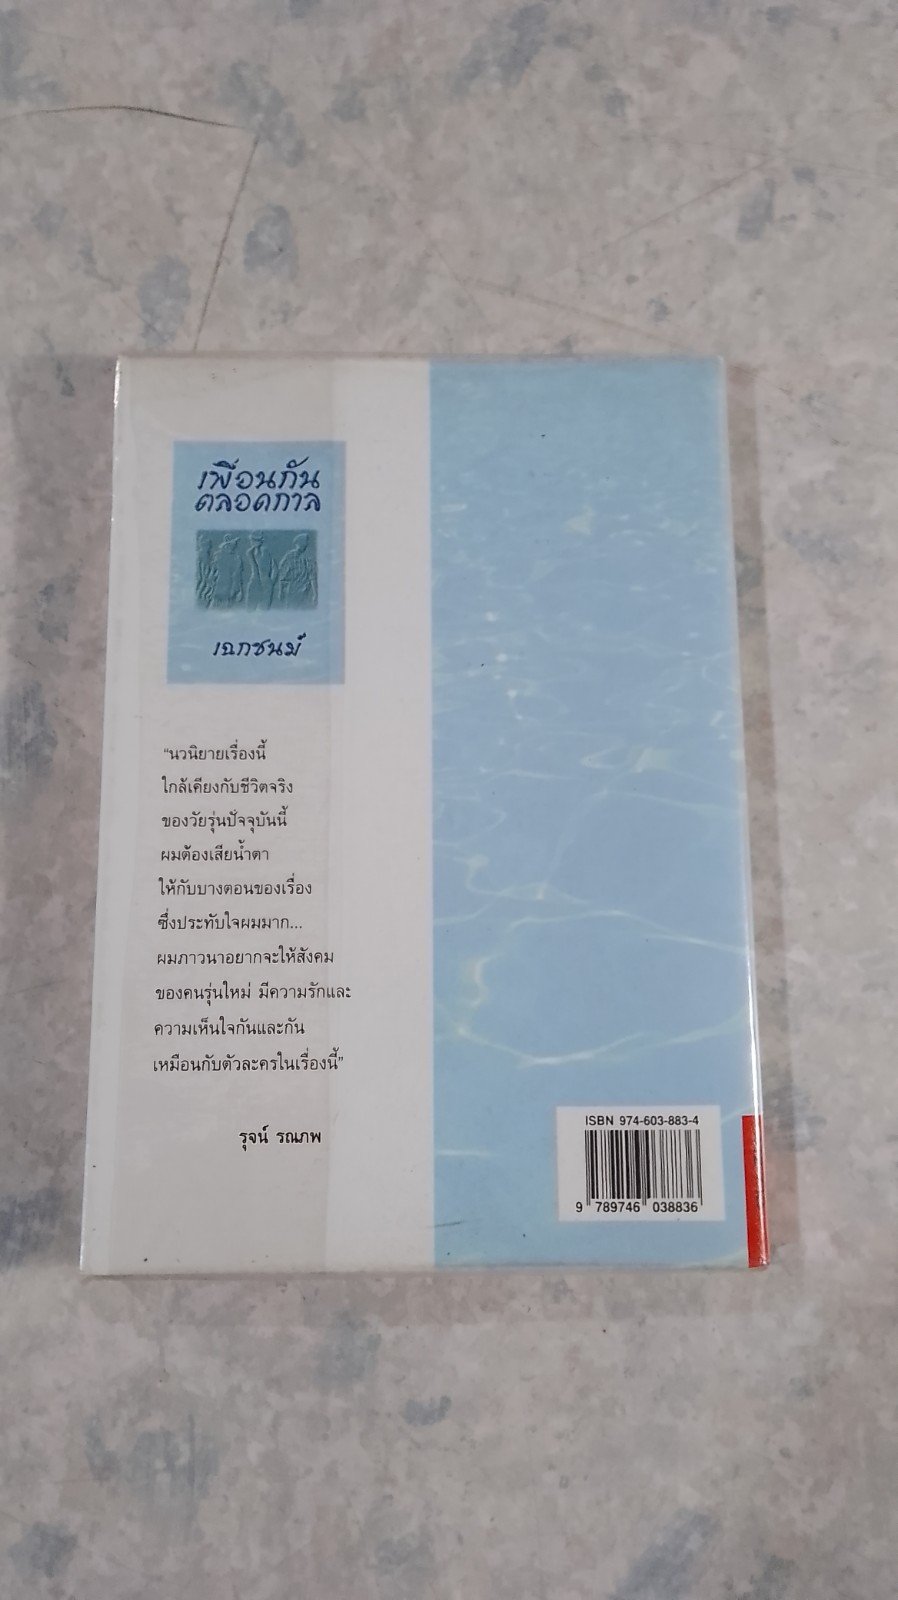 เพื่อนกัน
ตลอดกาล
เฉกชนม์
“นวนิยายเรื่องนี้
ใกล้เคียงกับชีวิตจริง
ของวัยรุ่นปัจจุบันนี้
ผมต้องเสียน้ำตา
ให้กับบางตอนของเรื่อง
ซึ่งประทับใจผมมาก...
ผมภาวนาอยากจะให้สังคม
ของคนรุ่นใหม่ มีความรักและ
ความเห็นใจกันและกัน
เหมือนกับตัวละครในเรื่องนี้”
รุจน์ รณภพ
ISBN 974-603-883-4
9 789746 038836